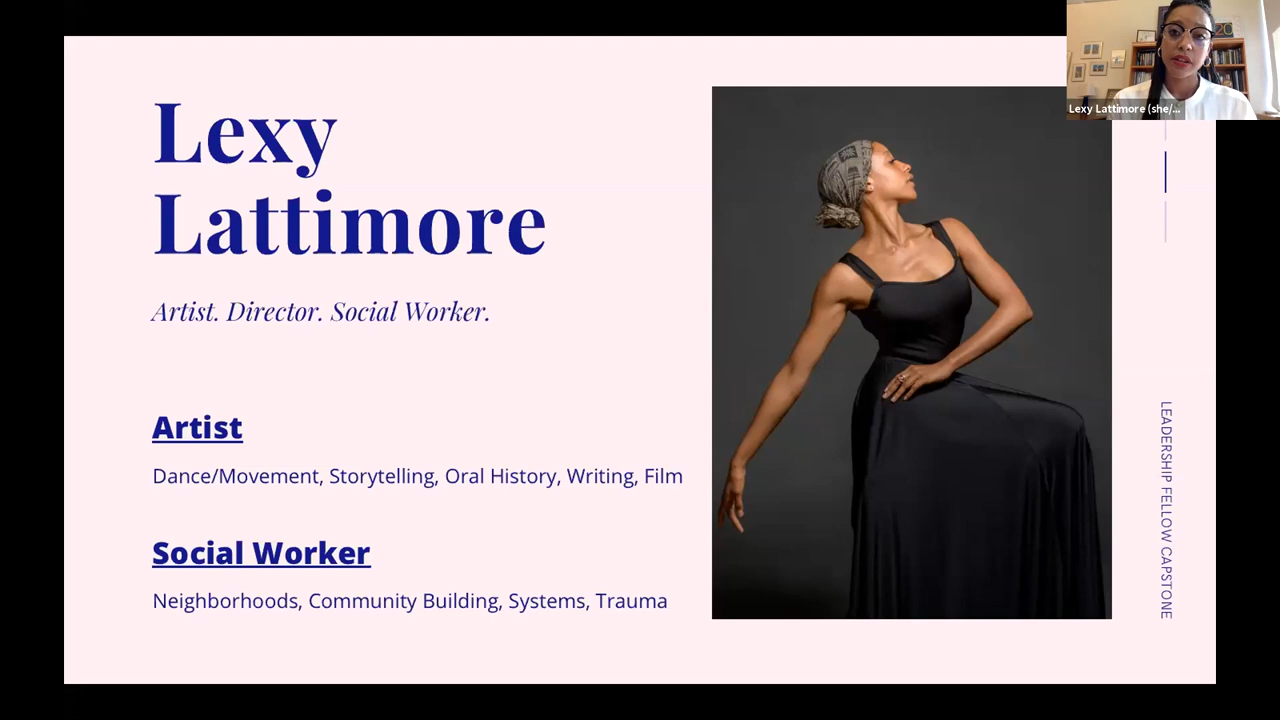 Lexy
Lattimore
Artist. Director. Social Worker.
Artist
Dance/Movement, Storytelling, Oral History, Writing, Film
Social Worker
Neighborhoods, Community Building, Systems, Trauma
LEADERSHIP FELLOW CAPSTONE
Lexy Lattimore (she/...
20